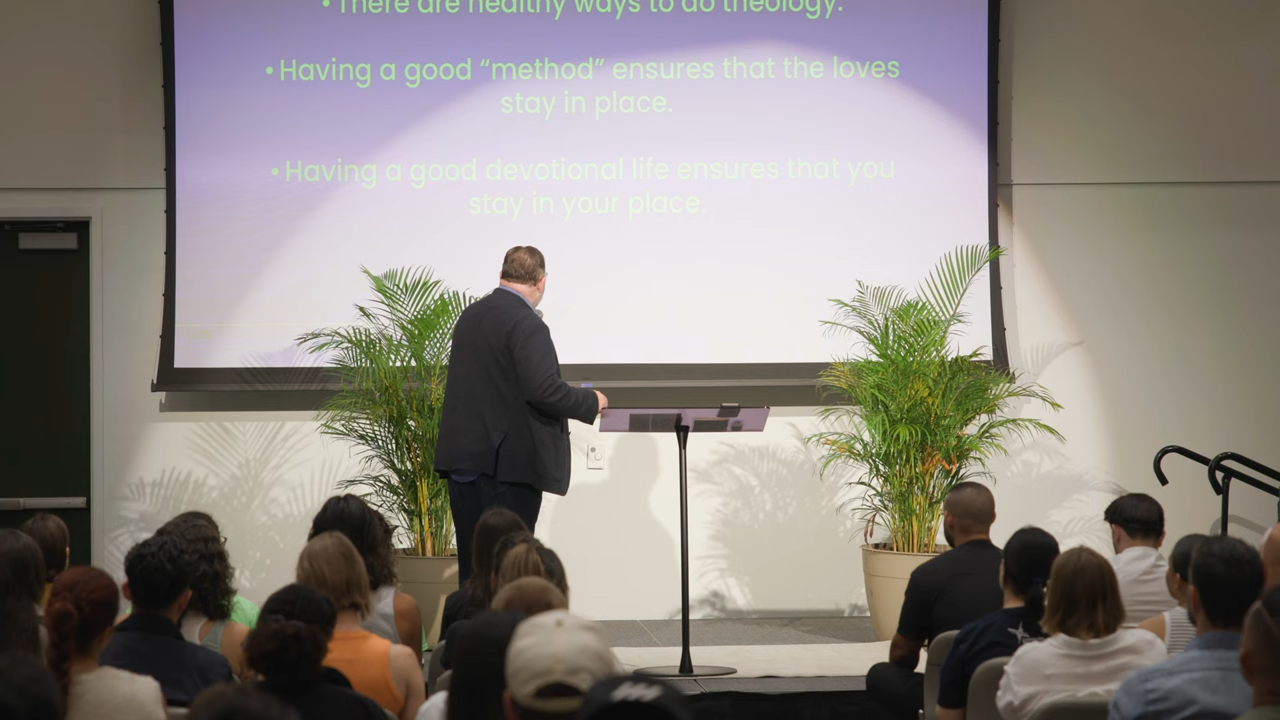 • There are healthy ways to do theology.
• Having a good “method” ensures that the loves
stay in place.
• Having a good devotional life ensures that you
stay in your place.